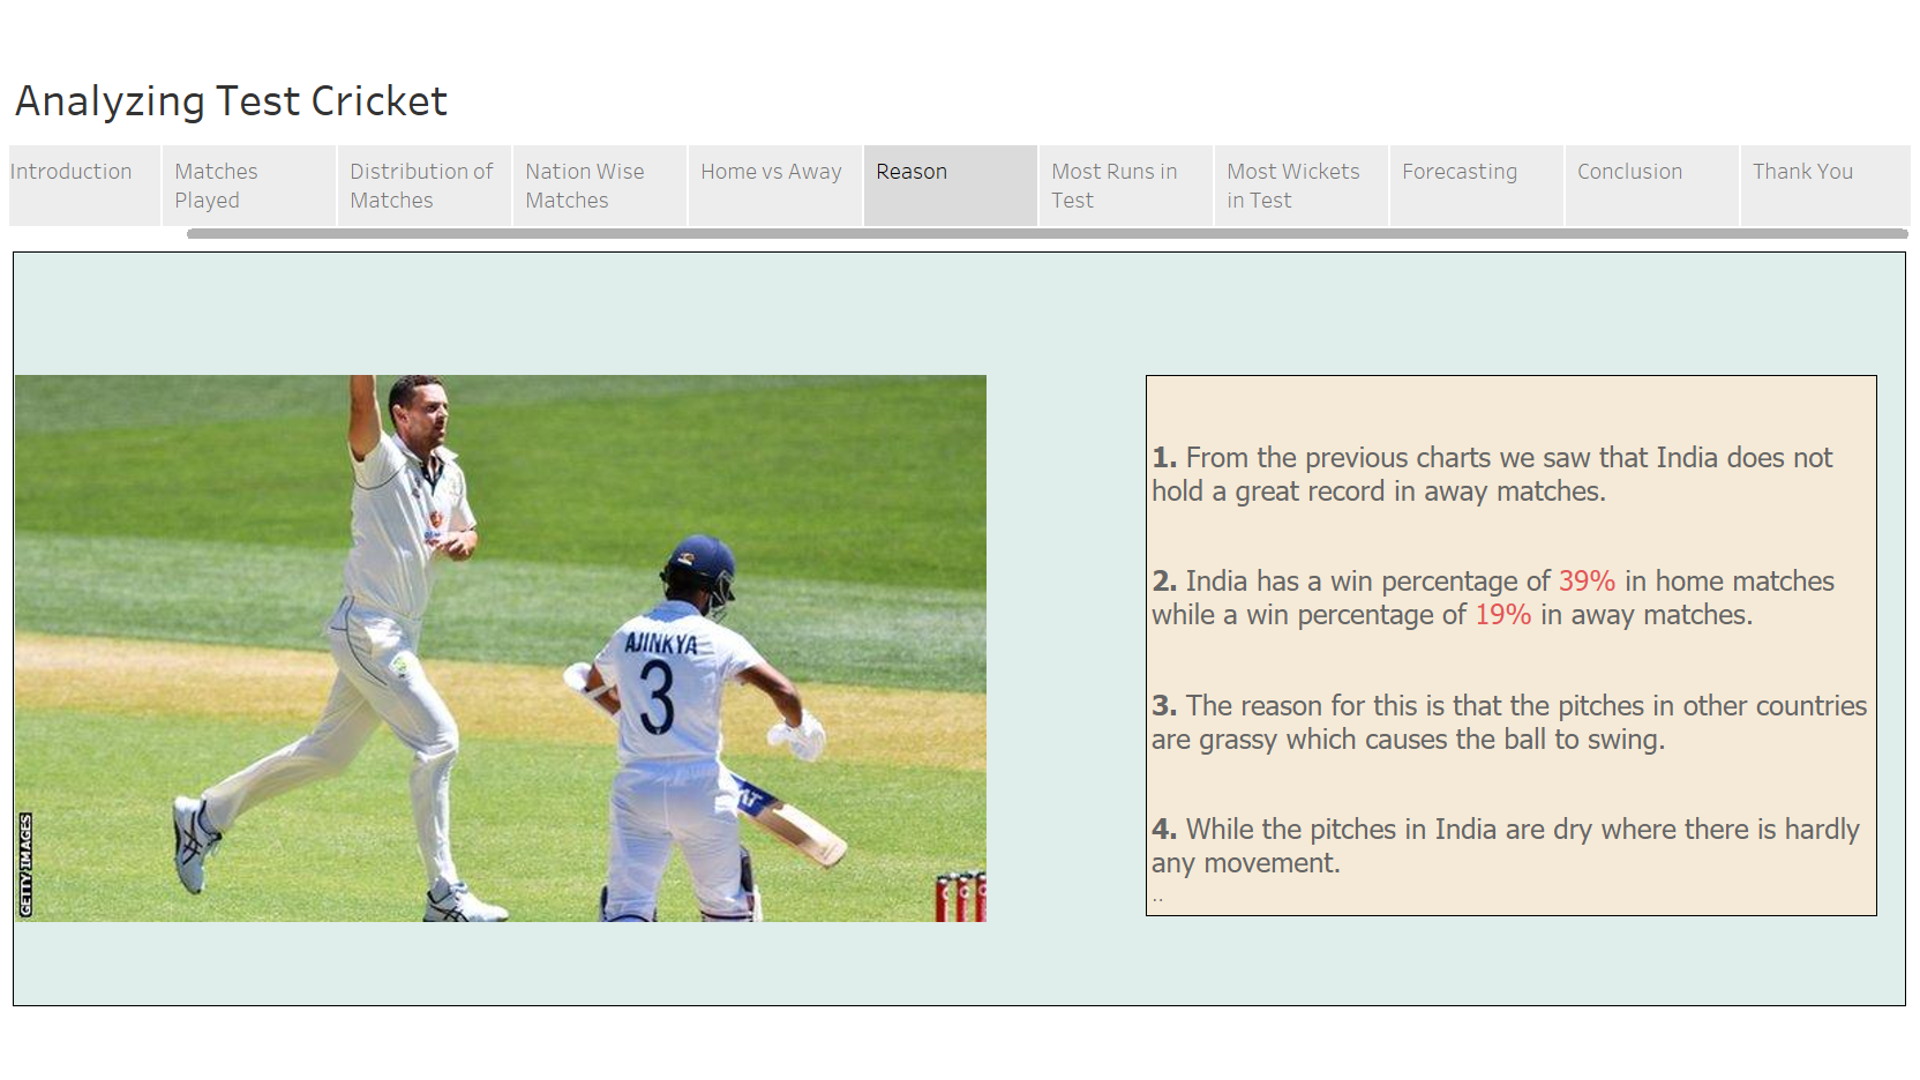 Analyzing Test Cricket
Introduction
Matches
Played
Distribution of
Matches
Nation Wise
Matches
Home vs Away
Reason
Most Runs in
Test
Most Wickets
in Test
Forecasting
Conclusion
Thank You
AJINKYA
3
GETTY IMAGES
1. From the previous charts we saw that India does not
hold a great record in away matches.
2. India has a win percentage of 39% in home matches
while a win percentage of 19% in away matches.
3. The reason for this is that the pitches in other countries
are grassy which causes the ball to swing.
4. While the pitches in India are dry where there is hardly
any movement.
..